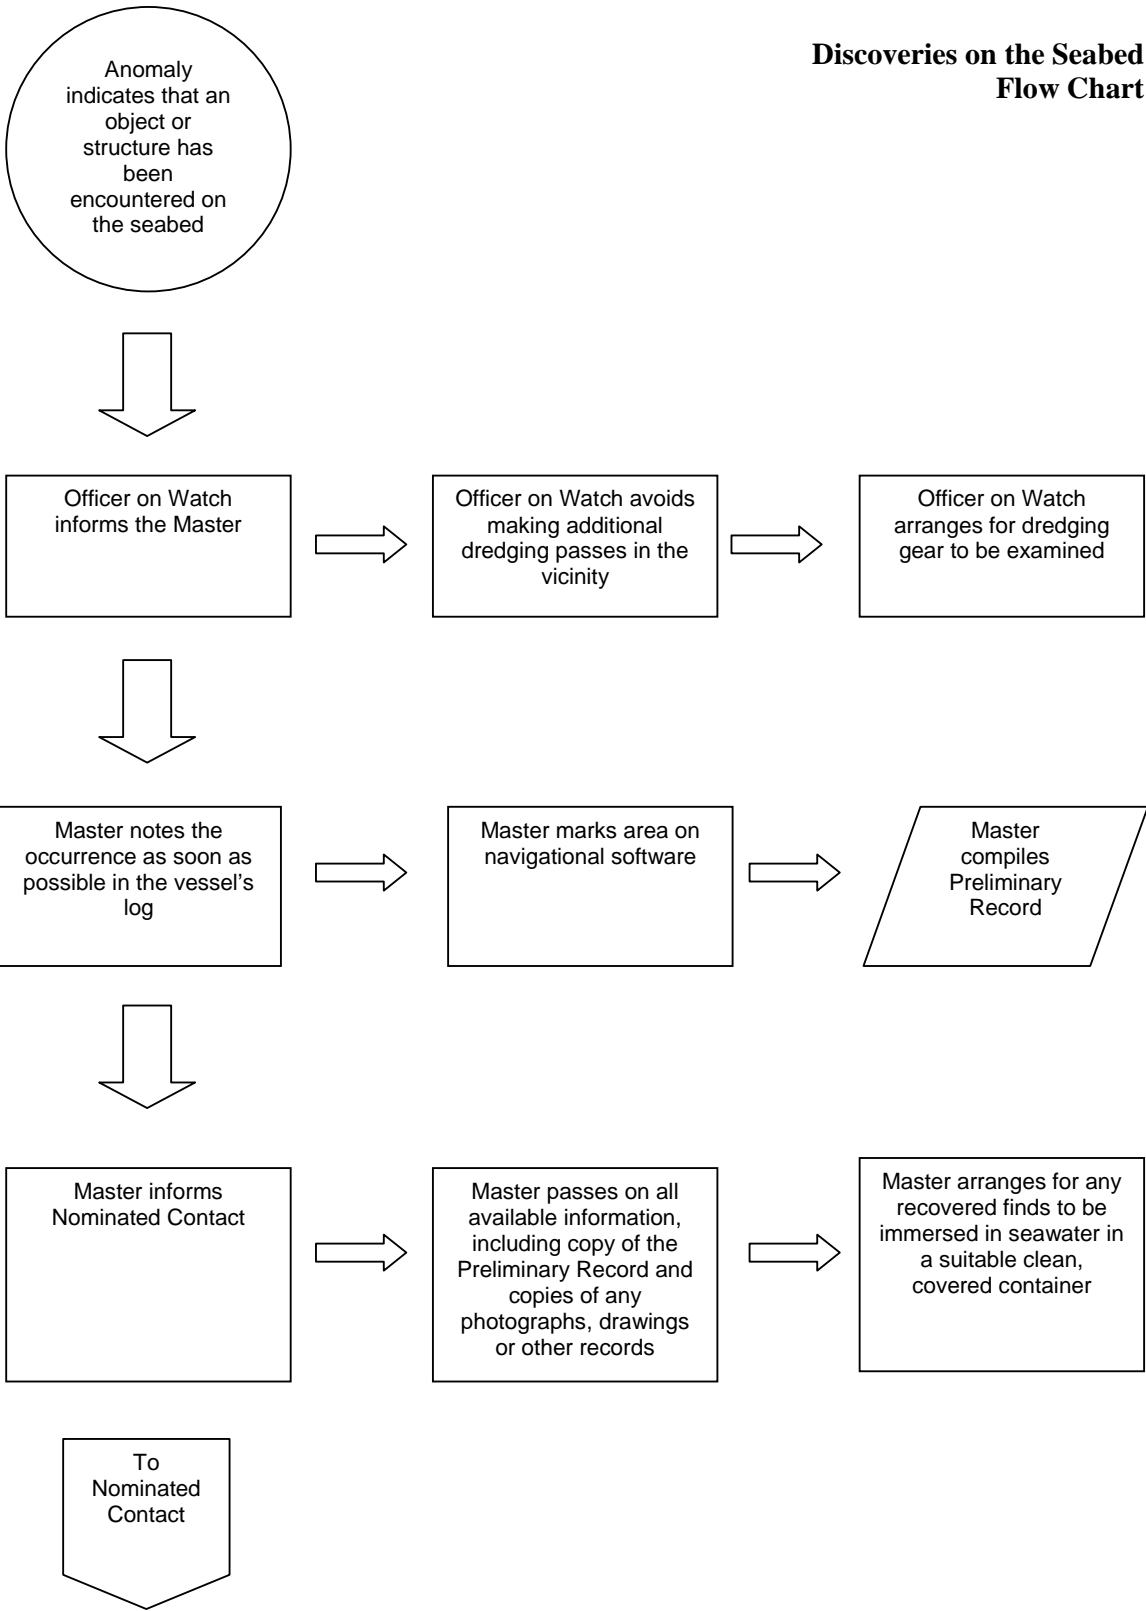 Discoveries on the Seabed
Flow Chart
Anomaly
indicates that an
object or
structure has
been
encountered on
the seabed
Officer on Watch
informs the Master
Officer on Watch avoids
making additional
dredging passes in the
vicinity
Officer on Watch
arranges for dredging
gear to be examined
Master notes the
occurrence as soon as
possible in the vessel's
log
Master marks area on
navigational software
Master
compiles
Preliminary
Record
Master informs
Nominated Contact
Master passes on all
available information,
including copy of the
Preliminary Record and
copies of any
photographs, drawings
or other records
Master arranges for any
recovered finds to be
immersed in seawater in
a suitable clean,
covered container
To
Nominated
Contact